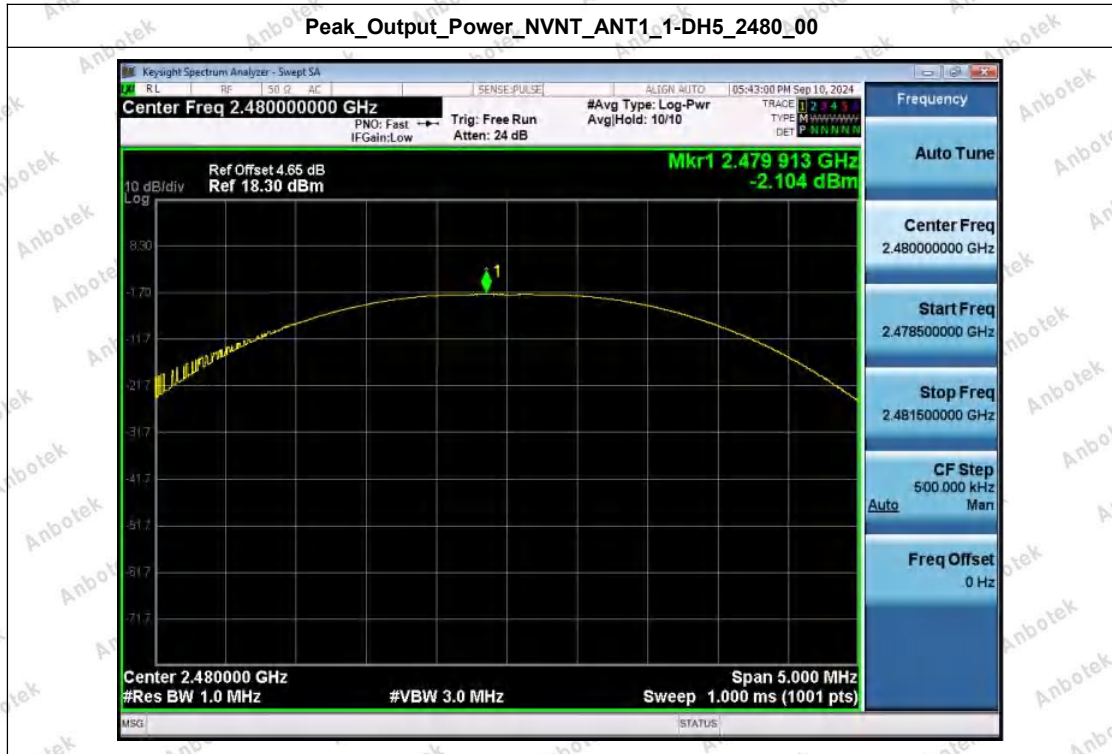 Peak_Output_Power_NVNT_ANT1_1-DH5_2480_00
Keysight Spectrum Analyzer - Swept SA
RL RF 50 Ω AC SENSE:PULSE ALIGN AUTO 05:43:00 PM Sep 10, 2024
Center Freq 2.480000000 GHz
PNO: Fast
IFGain:Low
Trig: Free Run
Atten: 24 dB
#Avg Type: Log-Pwr
Avg|Hold: 10/10
TRACE 1 2 3 4 5 6
TYPE M WWWWW
DET P N N N N N
Ref Offset 4.65 dB
10 dB/div Ref 18.30 dBm
Log
Mkr1 2.479 913 GHz
-2.104 dBm
8.30
-1.70
-11.7
-21.7
-31.7
-41.7
-51.7
-61.7
-71.7
1
Center 2.480000 GHz Span 5.000 MHz
#Res BW 1.0 MHz #VBW 3.0 MHz Sweep 1.000 ms (1001 pts)
MSG STATUS
Frequency
Auto Tune
Center Freq
2.480000000 GHz
Start Freq
2.478500000 GHz
Stop Freq
2.481500000 GHz
CF Step
500.000 kHz
Auto Man
Freq Offset
0 Hz
Anbotek